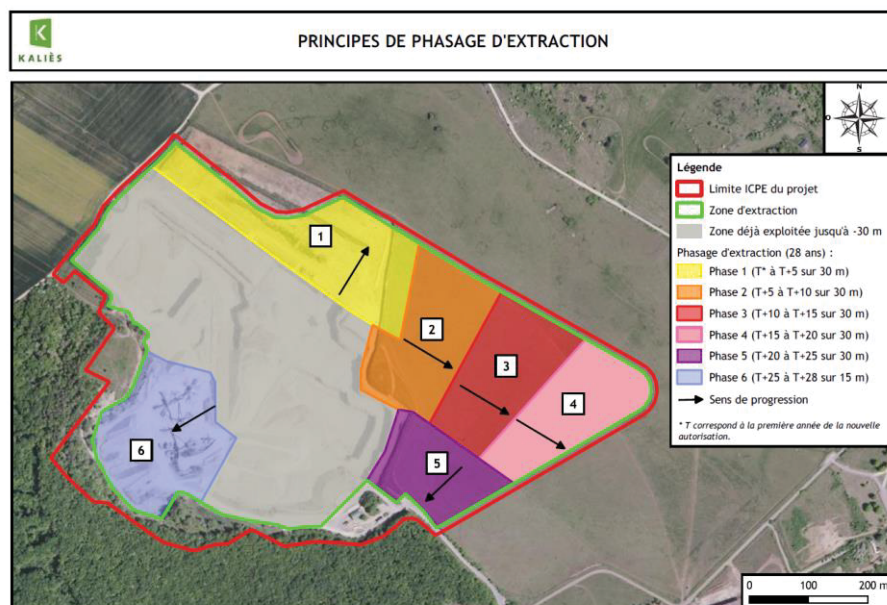 KALIÈS
PRINCIPES DE PHASAGE D'EXTRACTION
N
O
E
S
Légende
Limite ICPE du projet
Zone d'extraction
Zone déjà exploitée jusqu'à -30 m
Phasage d'extraction (28 ans) :
Phase 1 (T* à T+5 sur 30 m)
Phase 2 (T+5 à T+10 sur 30 m)
Phase 3 (T+10 à T+15 sur 30 m)
Phase 4 (T+15 à T+20 sur 30 m)
Phase 5 (T+20 à T+25 sur 30 m)
Phase 6 (T+25 à T+28 sur 15 m)
Sens de progression
* T correspond à la première année de la nouvelle
autorisation.
1
2
3
4
5
6
0 100 200 m